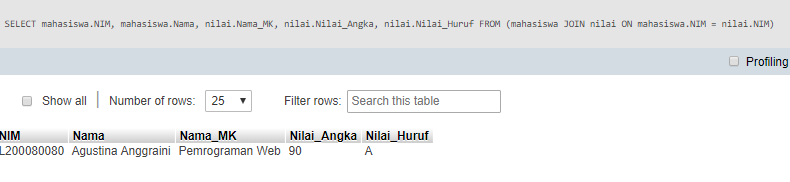 SELECT mahasiswa.NIM, mahasiswa.Nama, nilai.Nama_MK, nilai.Nilai_Angka, nilai.Nilai_Huruf FROM (mahasiswa JOIN nilai ON mahasiswa.NIM = nilai.NIM)
Profiling
Show all Number of rows: 25 Filter rows: Search this table
NIM Nama Nama_MK Nilai_Angka Nilai_Huruf
L200080080 Agustina Anggraini Pemrograman Web 90 A